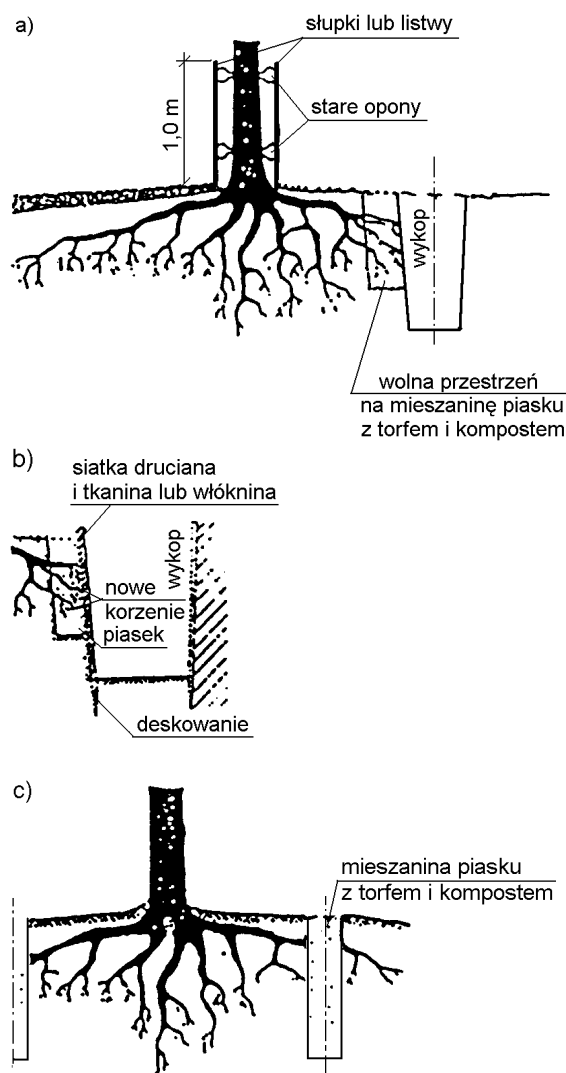 a)
słupki lub listwy
stare opony
1,0 m
wykop
wolna przestrzeń
na mieszaninę piasku
z torfem i kompostem
b)
siatka druciana
i tkanina lub włóknina
wykop
nowe
korzenie
piasek
deskowanie
c)
mieszanina piasku
z torfem i kompostem